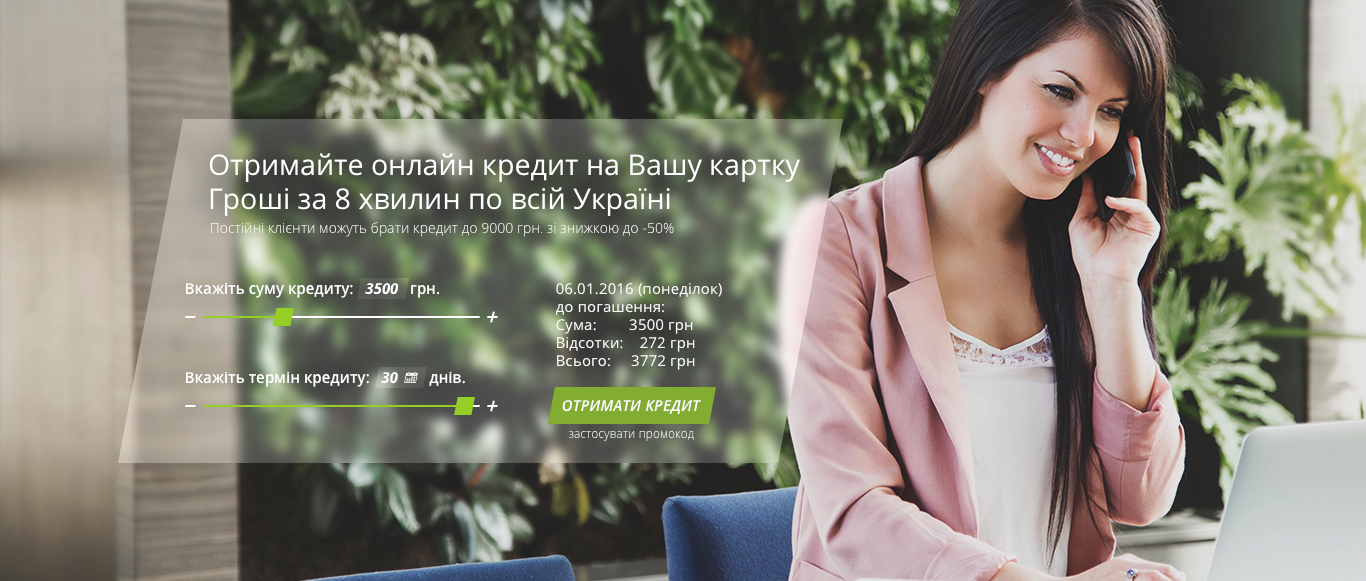 Отримайте онлайн кредит на Вашу картку
Гроші за 8 хвилин по всій Україні
Постійні клієнти можуть брати кредит до 9000 грн. зі знижкою до -50%
Вкажіть суму кредиту: 3500 грн.
− +
Вкажіть термін кредиту: 30 днів.
− +
06.01.2016 (понеділок)
до погашення:
Сума: 3500 грн
Відсотки: 272 грн
Всього: 3772 грн
ОТРИМАТИ КРЕДИТ
застосувати промокод